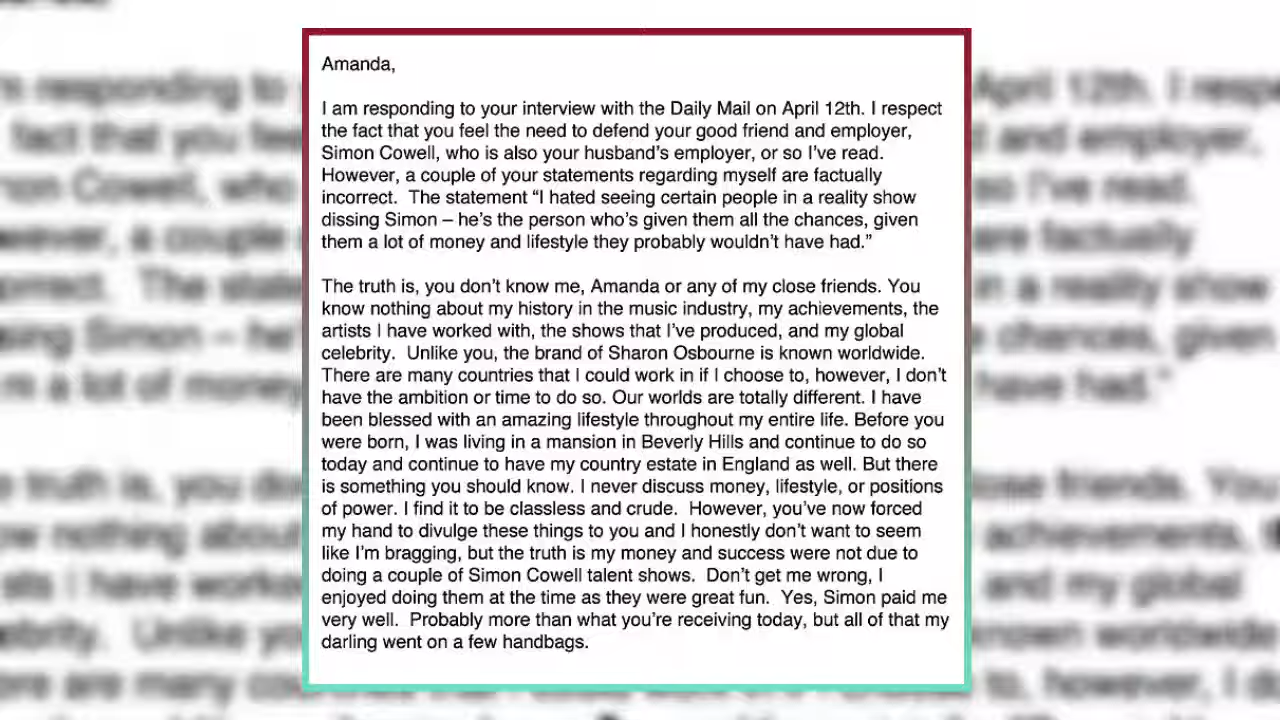 Amanda,
I am responding to your interview with the Daily Mail on April 12th. I respect
the fact that you feel the need to defend your good friend and employer,
Simon Cowell, who is also your husband's employer, or so I've read.
However, a couple of your statements regarding myself are factually
incorrect.  The statement “I hated seeing certain people in a reality show
dissing Simon – he's the person who's given them all the chances, given
them a lot of money and lifestyle they probably wouldn't have had.”
The truth is, you don't know me, Amanda or any of my close friends. You
know nothing about my history in the music industry, my achievements, the
artists I have worked with, the shows that I've produced, and my global
celebrity.  Unlike you, the brand of Sharon Osbourne is known worldwide.
There are many countries that I could work in if I choose to, however, I don't
have the ambition or time to do so. Our worlds are totally different. I have
been blessed with an amazing lifestyle throughout my entire life. Before you
were born, I was living in a mansion in Beverly Hills and continue to do so
today and continue to have my country estate in England as well. But there
is something you should know. I never discuss money, lifestyle, or positions
of power. I find it to be classless and crude.  However, you've now forced
my hand to divulge these things to you and I honestly don't want to seem
like I'm bragging, but the truth is my money and success were not due to
doing a couple of Simon Cowell talent shows.  Don't get me wrong, I
enjoyed doing them at the time as they were great fun.  Yes, Simon paid me
very well.  Probably more than what you're receiving today, but all of that my
darling went on a few handbags.